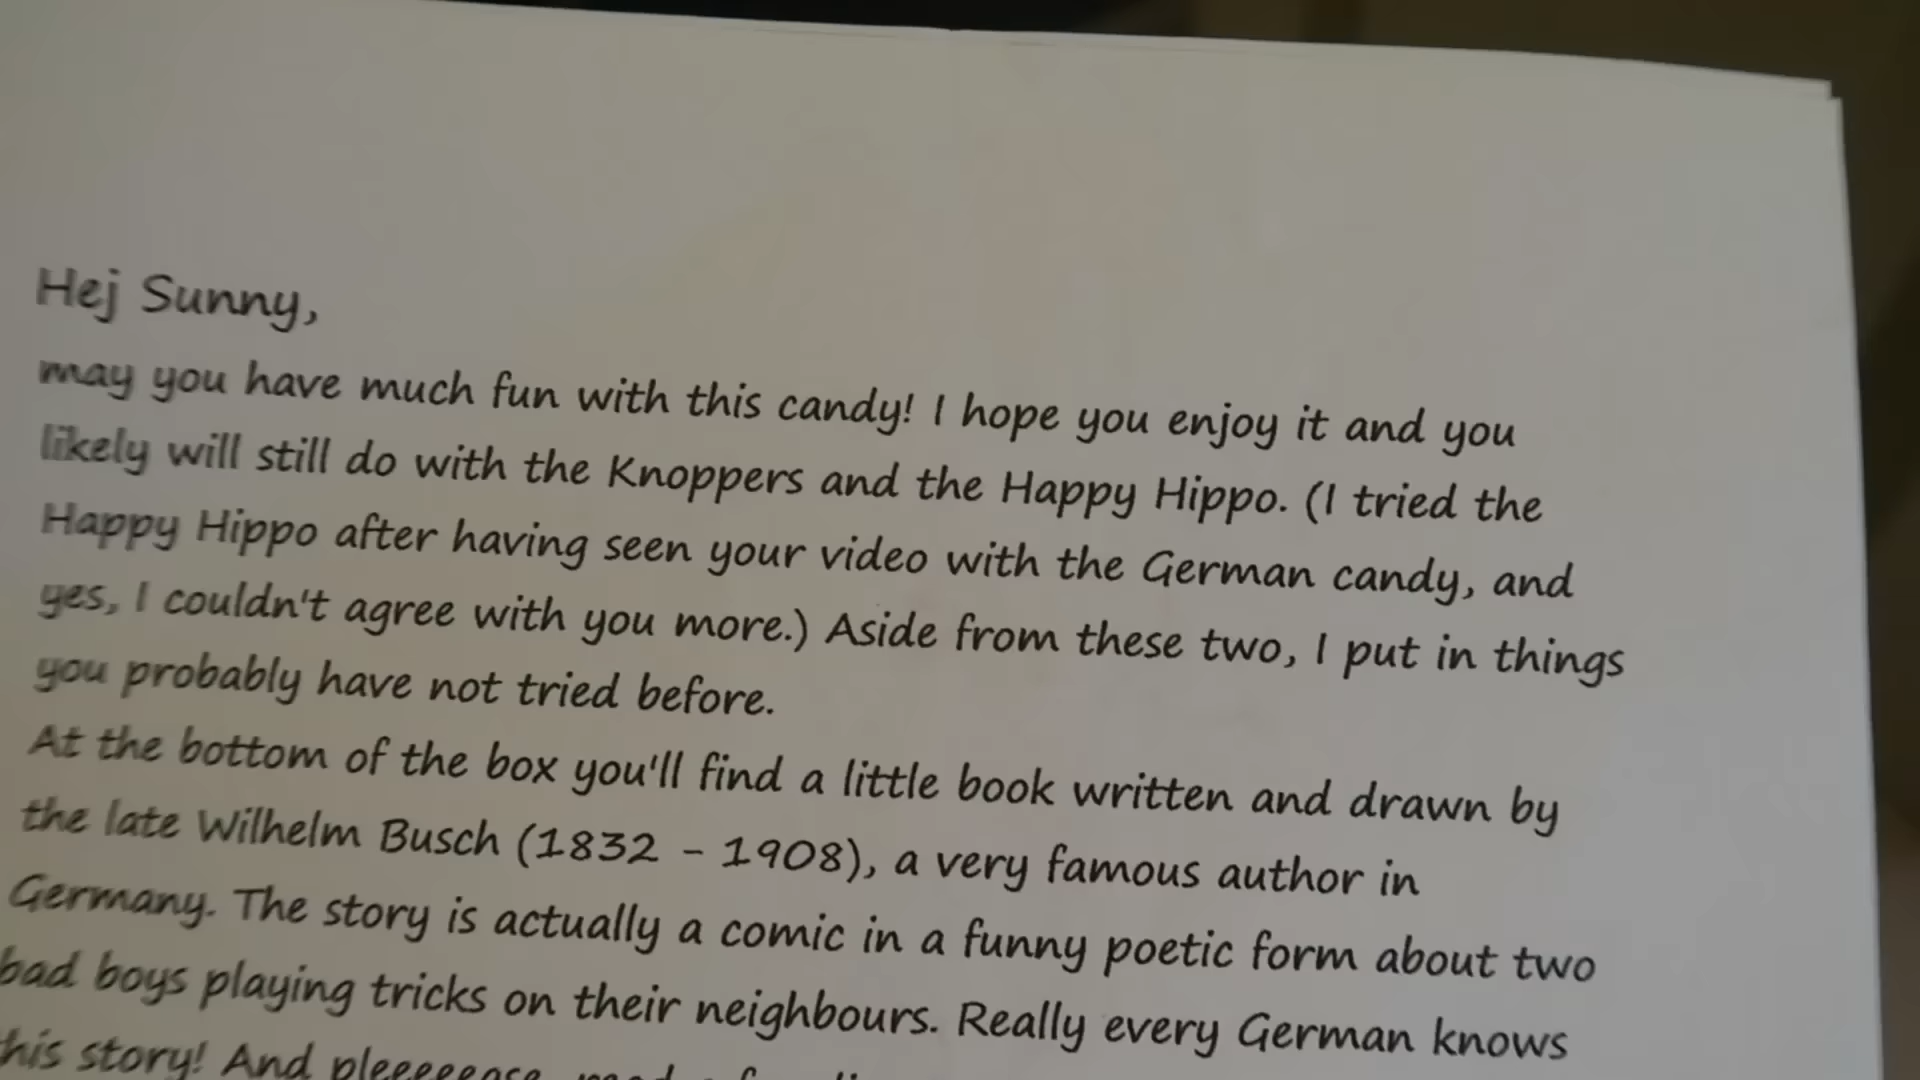 Hej Sunny,
may you have much fun with this candy! I hope you enjoy it and you
likely will still do with the Knoppers and the Happy Hippo. (I tried the
Happy Hippo after having seen your video with the German candy, and
yes, I couldn't agree with you more.) Aside from these two, I put in things
you probably have not tried before.
At the bottom of the box you'll find a little book written and drawn by
the late Wilhelm Busch (1832 - 1908), a very famous author in
Germany. The story is actually a comic in a funny poetic form about two
bad boys playing tricks on their neighbours. Really every German knows
this story! And pleeeeease, read a few